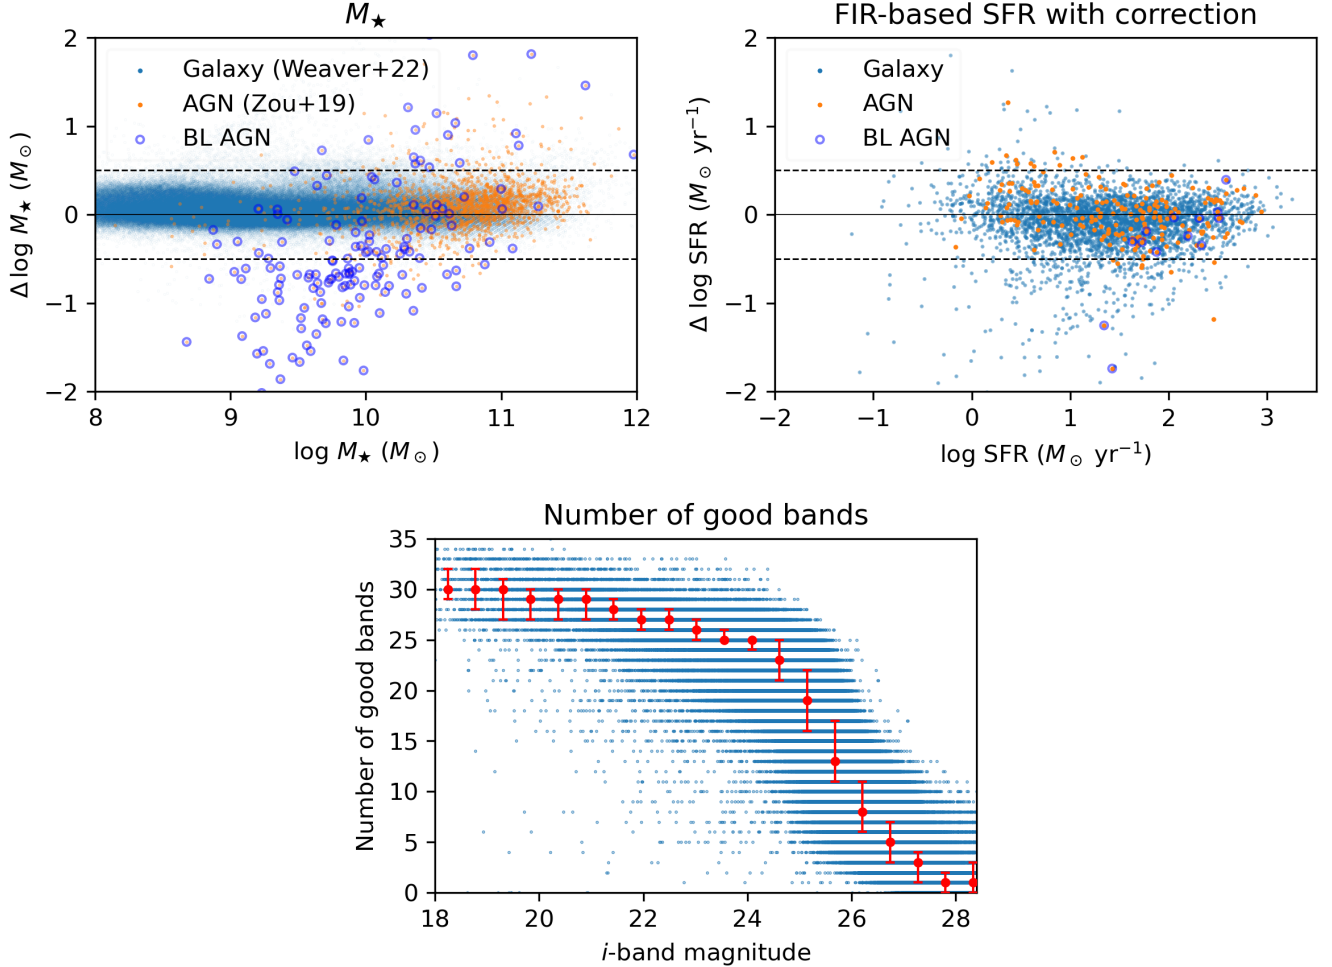 M★
2
1
0
−1
−2
Δ log M★ (M⊙)
Galaxy (Weaver+22)
AGN (Zou+19)
BL AGN
8 9 10 11 12
log M★ (M⊙)
FIR-based SFR with correction
2
1
0
−1
−2
Δ log SFR (M⊙ yr⁻¹)
Galaxy
AGN
BL AGN
−2 −1 0 1 2 3
log SFR (M⊙ yr⁻¹)
Number of good bands
35
30
25
20
15
10
5
0
Number of good bands
18 20 22 24 26 28
i-band magnitude